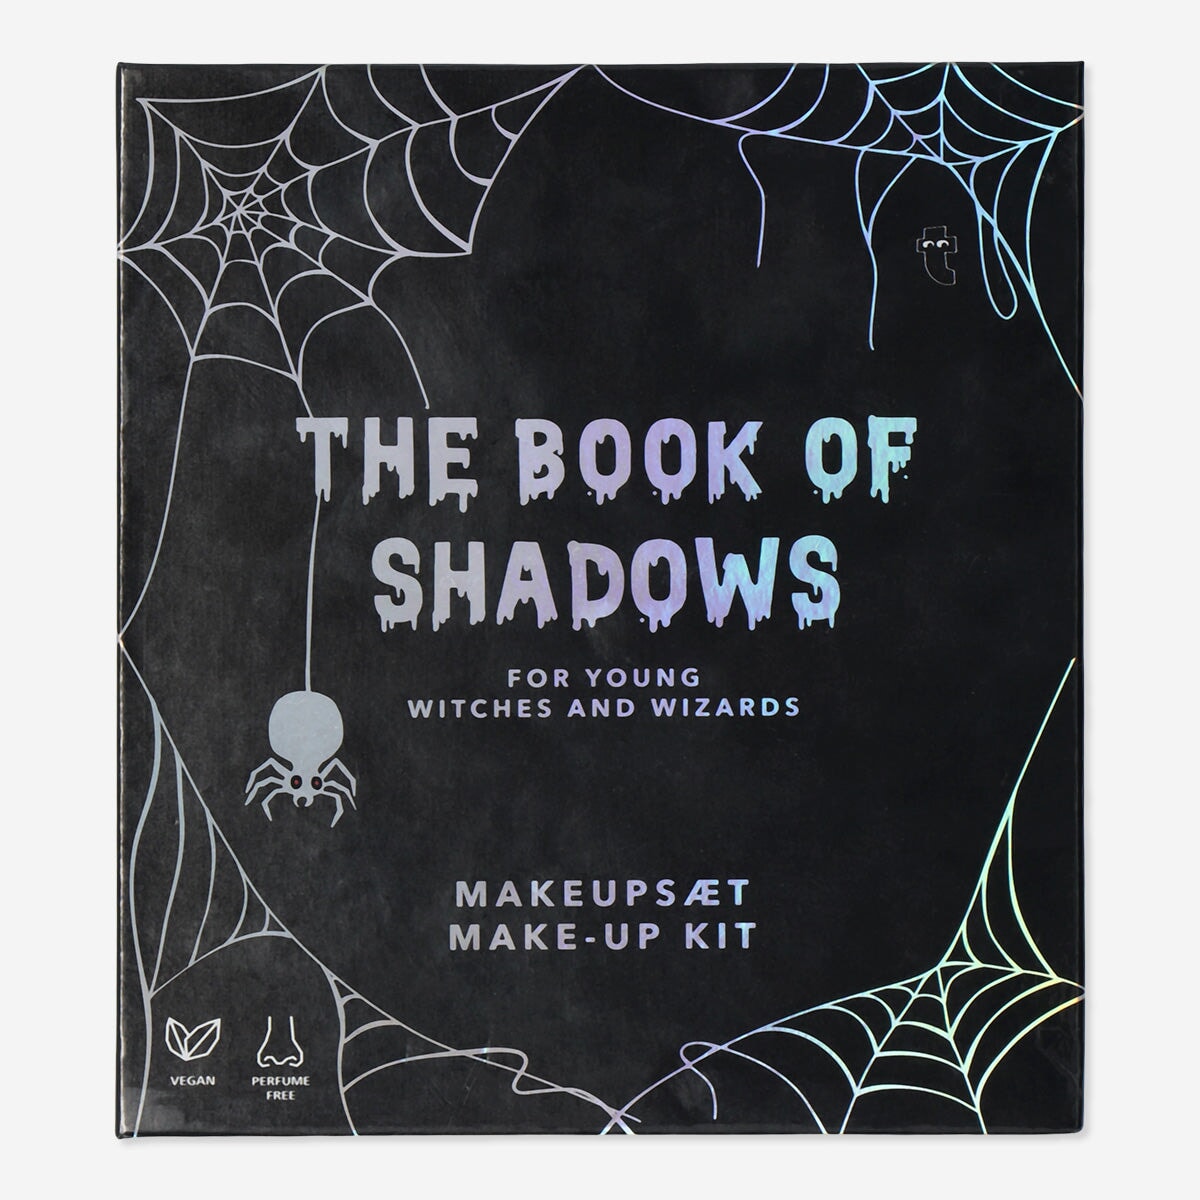 t
THE BOOK OF
SHADOWS
FOR YOUNG
WITCHES AND WIZARDS
MAKEUPSÆT
MAKE-UP KIT
VEGAN
PERFUME
FREE